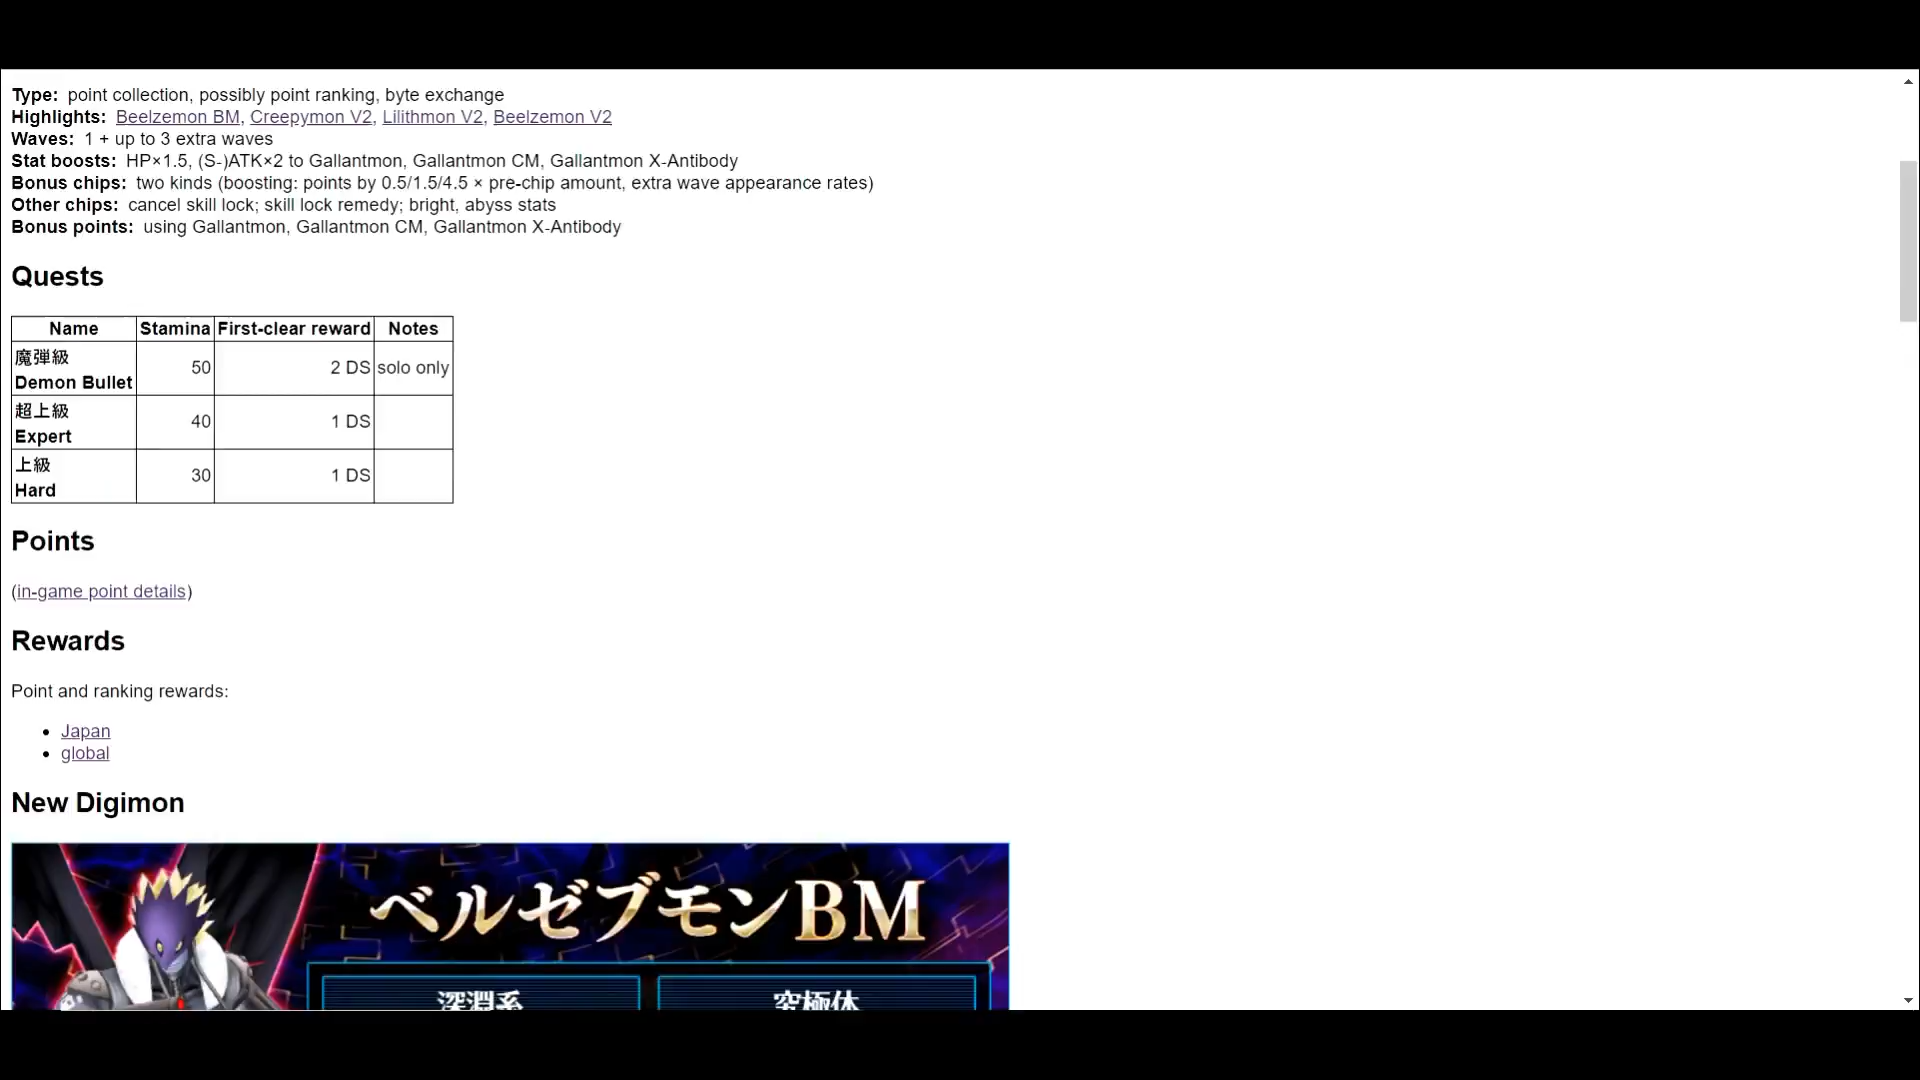 Type: point collection, possibly point ranking, byte exchange
Highlights: Beelzemon BM, Creepymon V2, Lilithmon V2, Beelzemon V2
Waves: 1 + up to 3 extra waves
Stat boosts: HP×1.5, (S-)ATK×2 to Gallantmon, Gallantmon CM, Gallantmon X-Antibody
Bonus chips: two kinds (boosting: points by 0.5/1.5/4.5 × pre-chip amount, extra wave appearance rates)
Other chips: cancel skill lock; skill lock remedy; bright, abyss stats
Bonus points: using Gallantmon, Gallantmon CM, Gallantmon X-Antibody
Quests
Name Stamina First-clear reward Notes
魔弾級
Demon Bullet 50 2 DS solo only
超上級
Expert 40 1 DS
上級
Hard 30 1 DS
Points
(in-game point details)
Rewards
Point and ranking rewards:
• Japan
• global
New Digimon
ベルゼブモンBM
深淵系 究極体